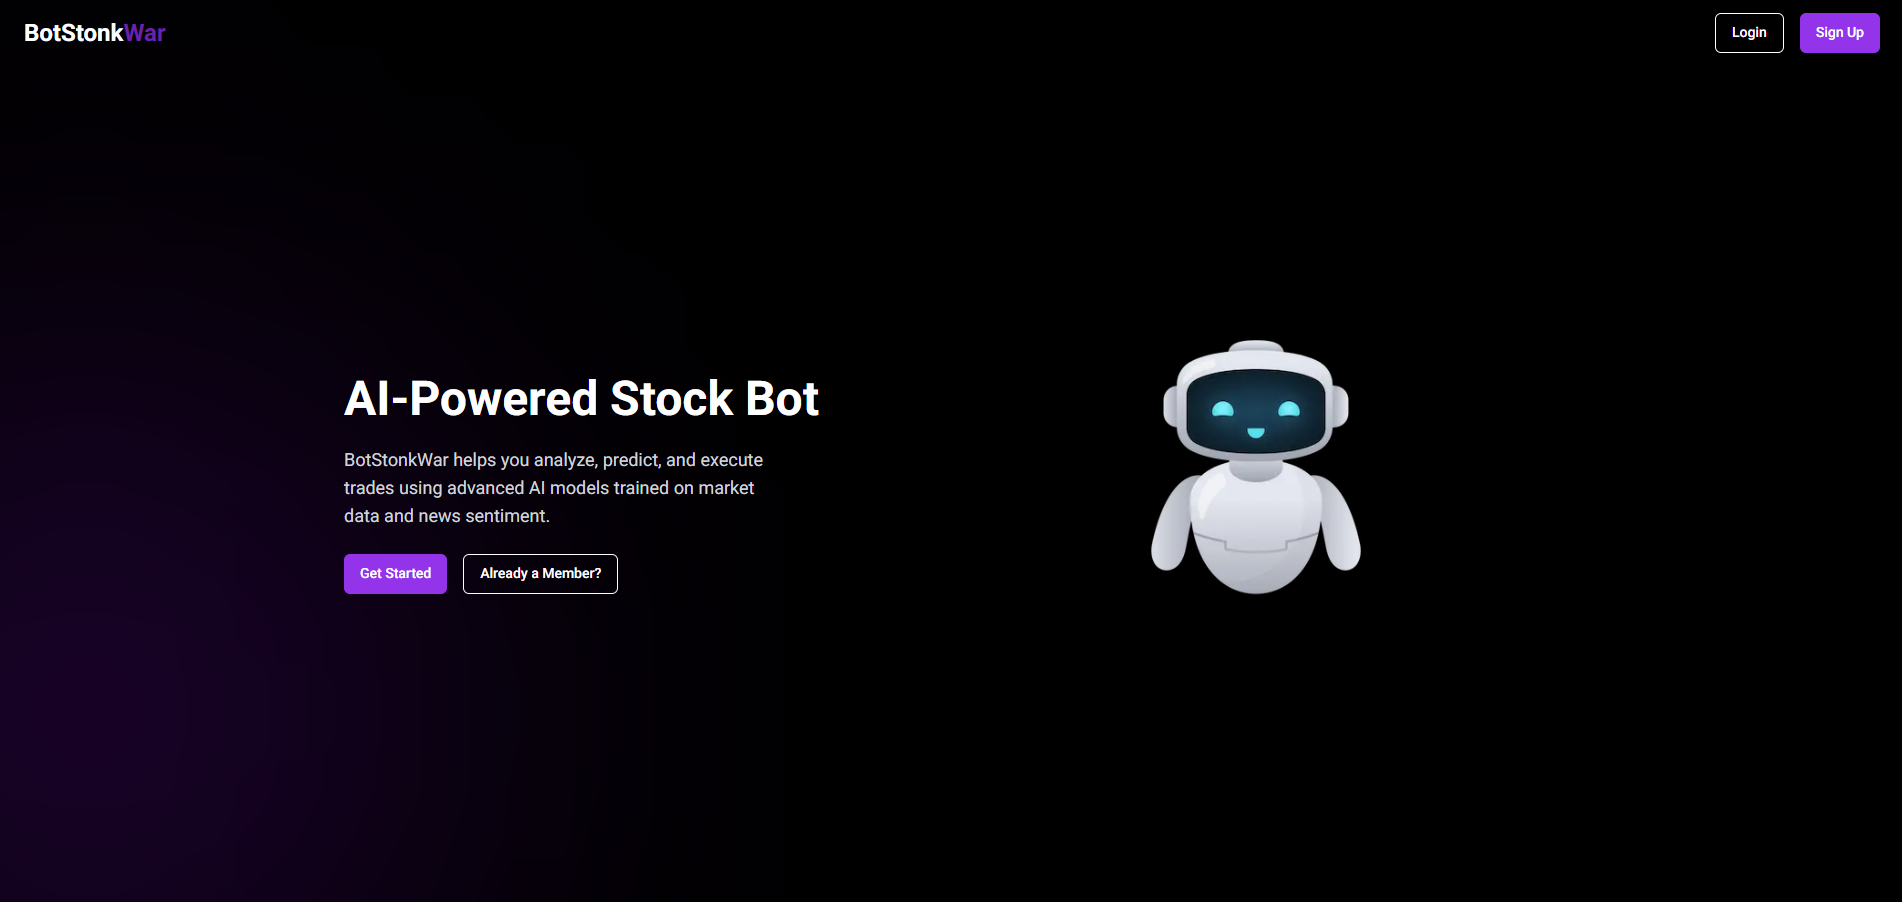 BotStonkWar
Login
Sign Up
AI-Powered Stock Bot
BotStonkWar helps you analyze, predict, and execute
trades using advanced AI models trained on market
data and news sentiment.
Get Started
Already a Member?